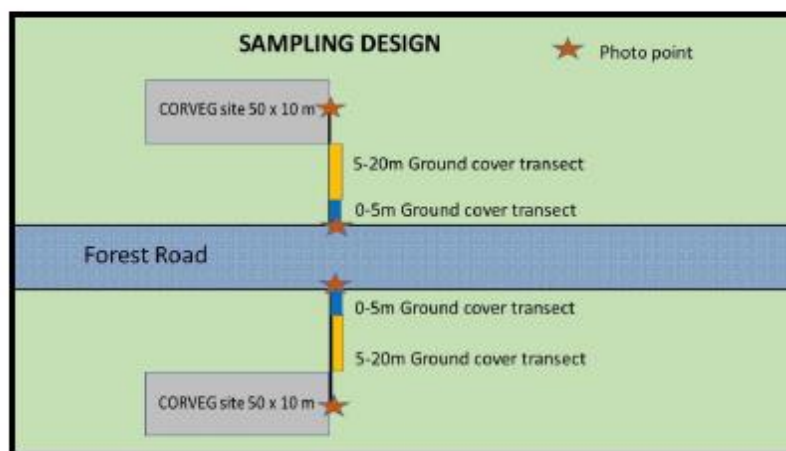 SAMPLING DESIGN
Photo point
CORVEG site 50 x 10 m
5-20m Ground cover transect
0-5m Ground cover transect
Forest Road
0-5m Ground cover transect
5-20m Ground cover transect
CORVEG site 50 x 10 m